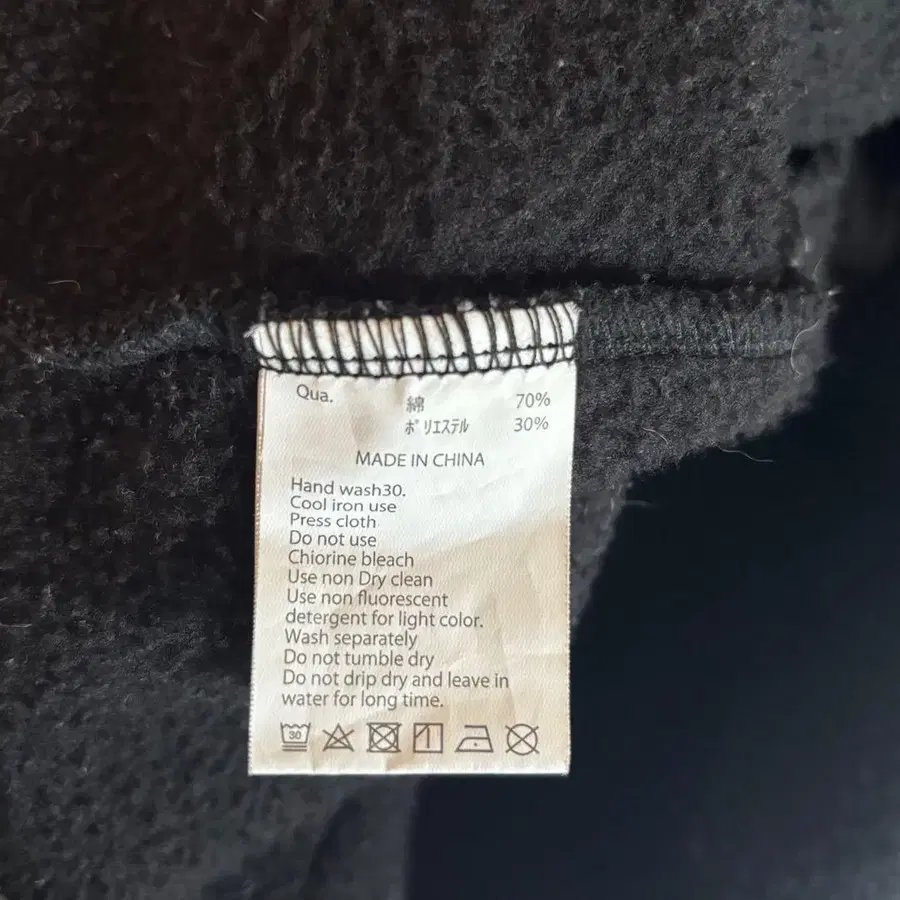 Qua. 綿 70%
ポリエステル 30%
MADE IN CHINA
Hand wash30.
Cool iron use
Press cloth
Do not use
Chiorine bleach
Use non Dry clean
Use non fluorescent
detergent for light color.
Wash separately
Do not tumble dry
Do not drip dry and leave in
water for long time.
30